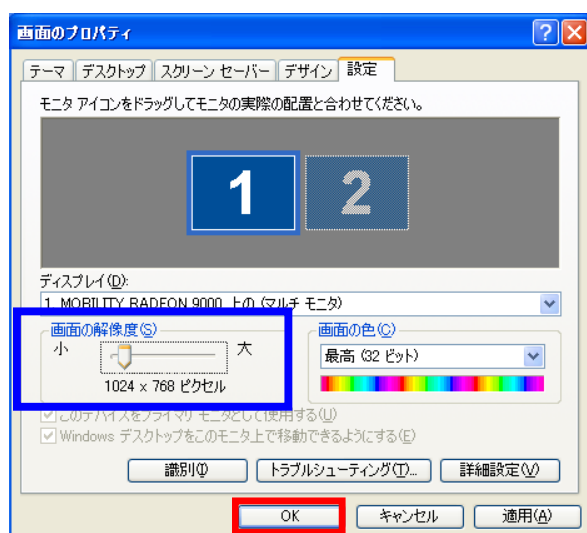 画面のプロパティ
テーマ デスクトップ スクリーン セーバー デザイン 設定
モニタ アイコンをドラッグしてモニタの実際の配置と合わせてください。
1 2
ディスプレイ(D):
1. MOBILITY RADEON 9000 上の (マルチ モニタ)
画面の解像度(S) 画面の色(C)
小 大 最高 (32 ビット)
1024 x 768 ピクセル
このデバイスをプライマリ モニタとして使用する(U)
Windows デスクトップをこのモニタ上で移動できるようにする(E)
識別(I) トラブルシューティング(T)... 詳細設定(V)
OK キャンセル 適用(A)